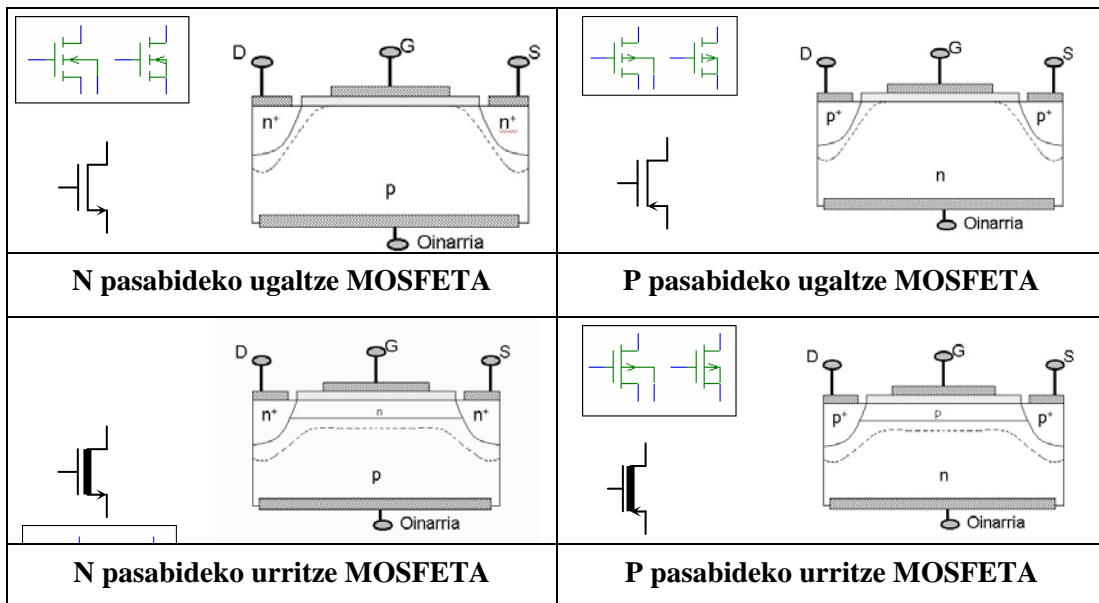 D G S
n⁺ n⁺
p
Oinarria
N pasabideko ugaltze MOSFETA
D G S
p⁺ p⁺
n
Oinarria
P pasabideko ugaltze MOSFETA
D G S
n⁺ n n⁺
p
Oinarria
N pasabideko urritze MOSFETA
D G S
p⁺ p p⁺
n
Oinarria
P pasabideko urritze MOSFETA